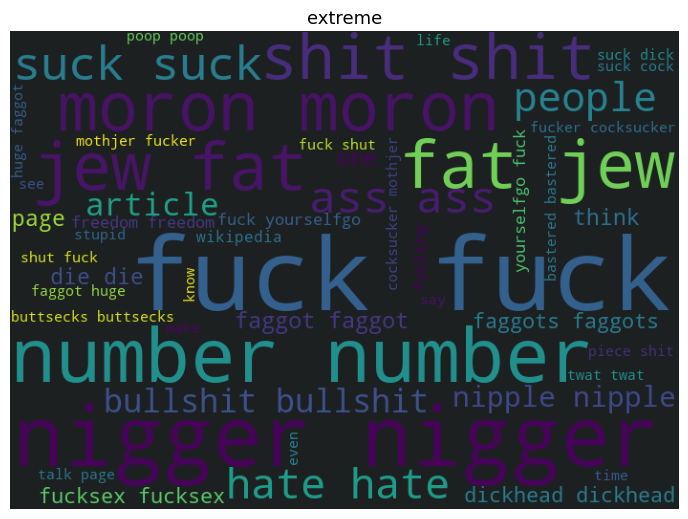 extreme
poop poop
life
suck suck
shit shit
suck dick
suck cock
moron moron
people
huge faggot
mothjer fucker
fuck shut
fucker cocksucker
jew fat
fat jew
see
article
ass ass
cocksucker mothjer
yourselfgo fuck
bastered bastered
page
freedom freedom
fuck yourselfgo
think
stupid
wikipedia
fuck fuck
shut fuck
die die
know
fucking
faggot huge
say
buttsecks buttsecks
faggot faggot
faggots faggots
number number
piece shit
twat twat
bullshit bullshit
nipple nipple
nigger nigger
even
talk page
hate hate
time
fucksex fucksex
dickhead dickhead